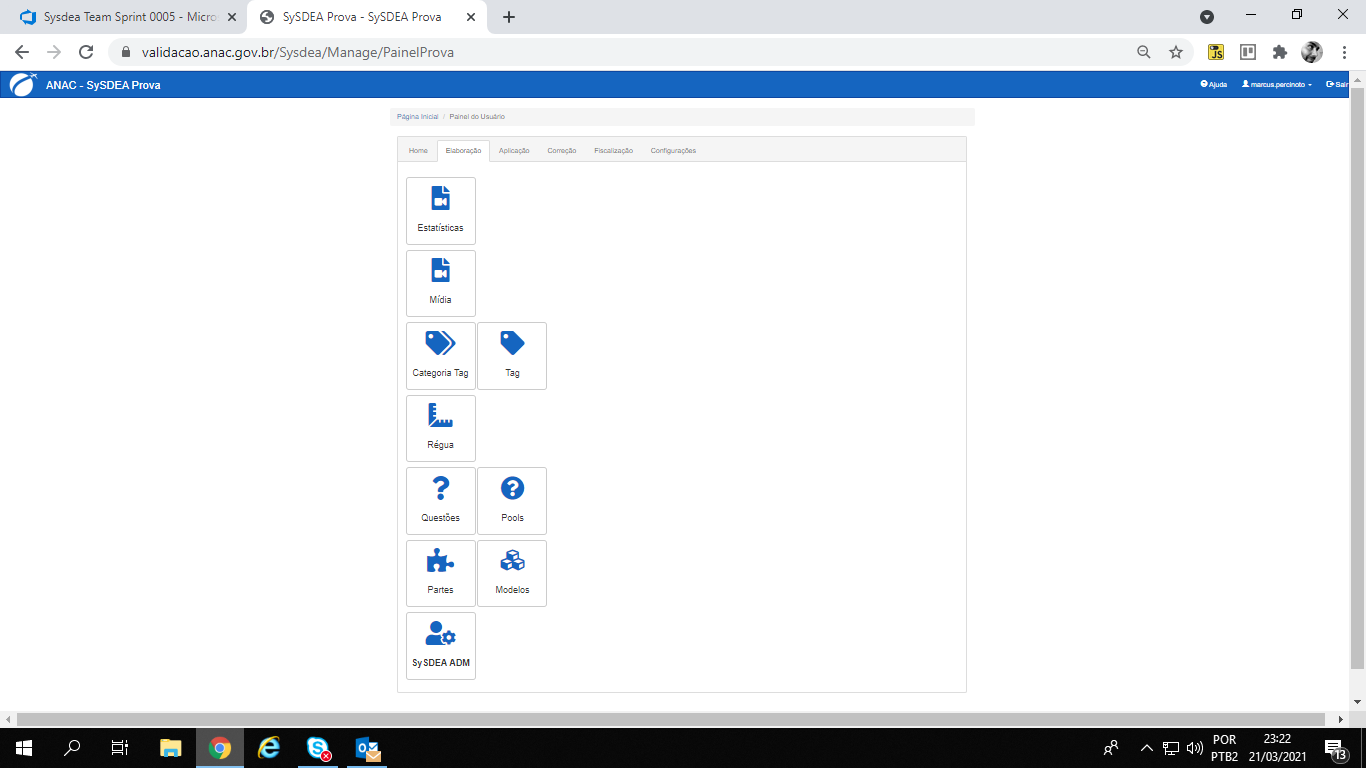 Sysdea Team Sprint 0005 - Micro
SySDEA Prova - SySDEA Prova
validacao.anac.gov.br/Sysdea/Manage/PainelProva
JS
ANAC - SySDEA Prova
Ajuda
marcus.percinoto
Sair
Página Inicial / Painel do Usuário
Home Elaboração Aplicação Correção Fiscalização Configurações
Estatísticas
Mídia
Categoria Tag Tag
Régua
Questões Pools
Partes Modelos
SySDEA ADM
POR 23:22
PTB2 21/03/2021
13